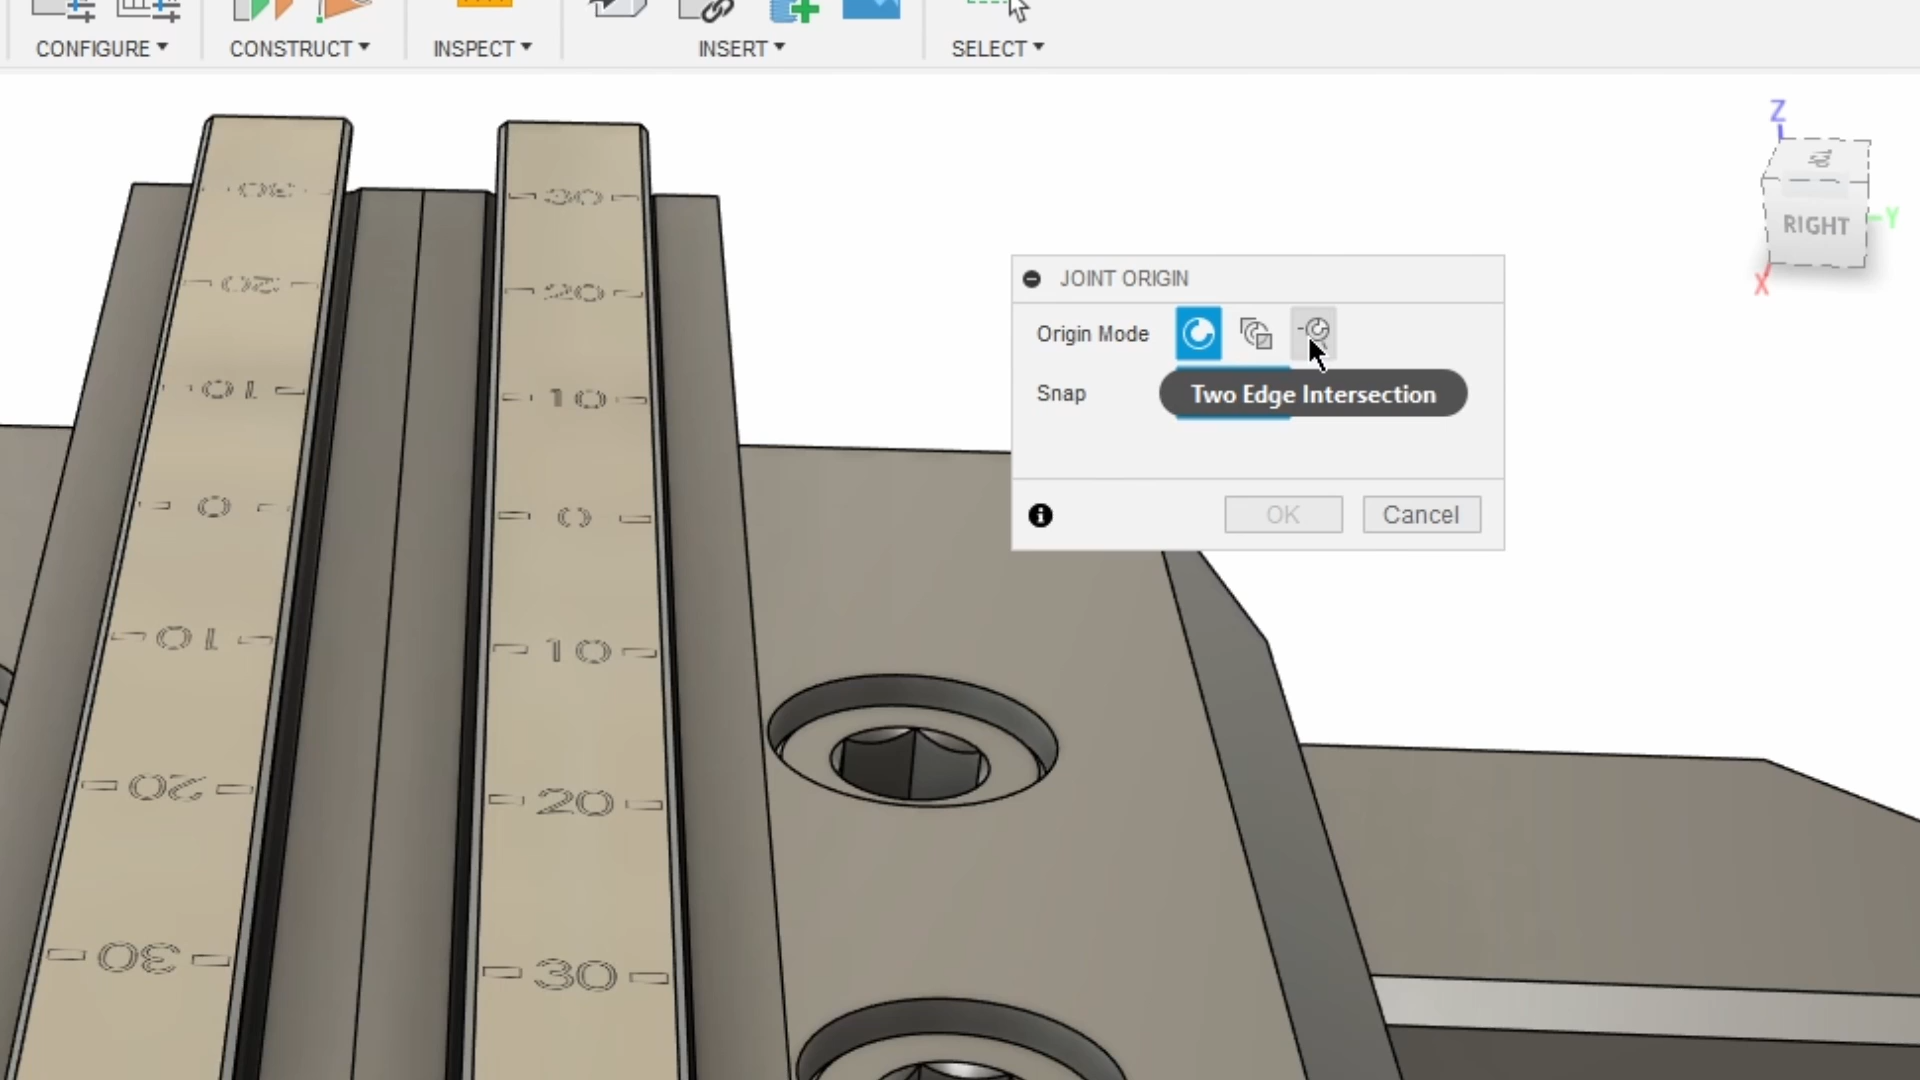 CONFIGURE
CONSTRUCT
INSPECT
INSERT
SELECT
Z
RIGHT
-Y
X
JOINT ORIGIN
Origin Mode
Snap
Two Edge Intersection
OK
Cancel
30
30
20
20
10
10
0
0
10
10
20
20
30
30